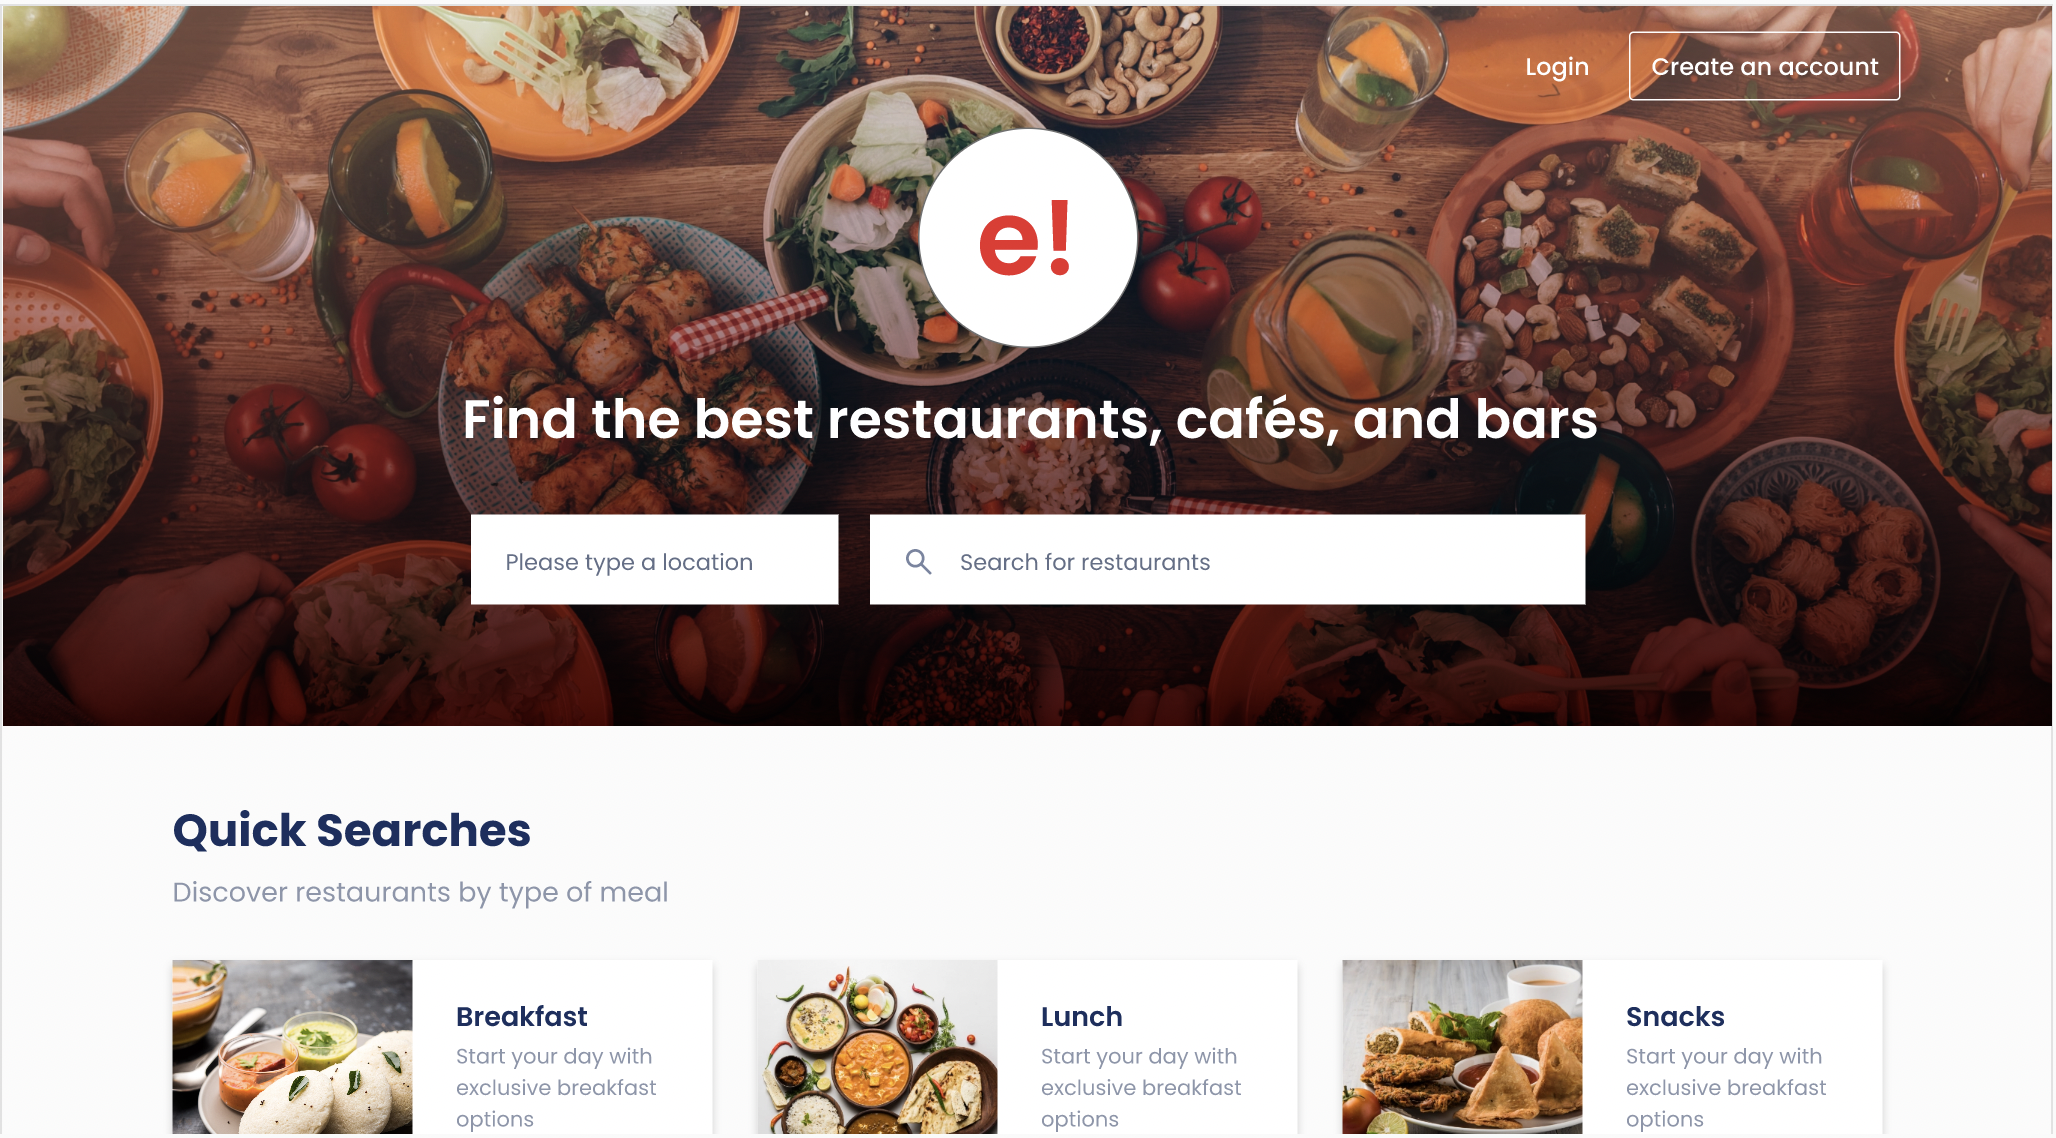 Login
Create an account
e!
Find the best restaurants, cafés, and bars
Please type a location
Search for restaurants
Quick Searches
Discover restaurants by type of meal
Breakfast
Start your day with
exclusive breakfast
options
Lunch
Start your day with
exclusive breakfast
options
Snacks
Start your day with
exclusive breakfast
options